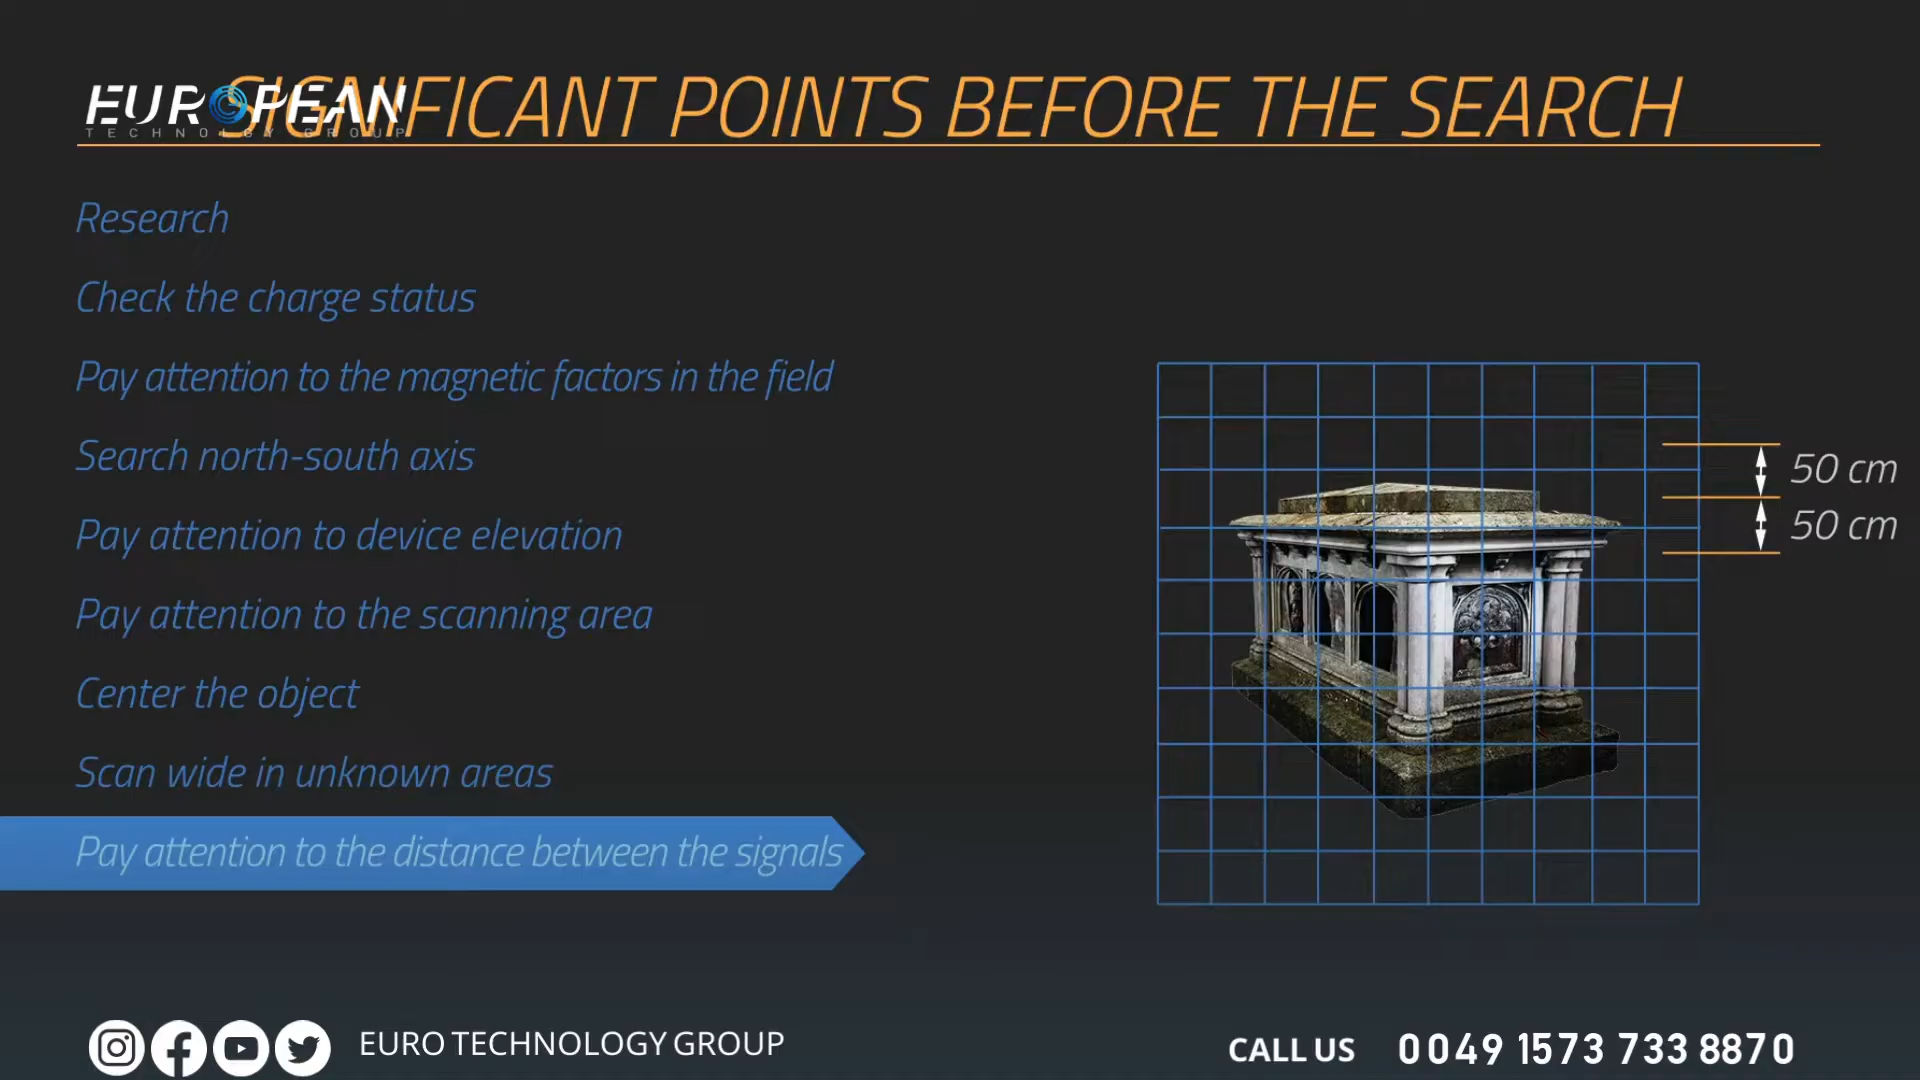 EUROPEAN
TECHNOLOGY GROUP
SIGNIFICANT POINTS BEFORE THE SEARCH
Research
Check the charge status
Pay attention to the magnetic factors in the field
Search north-south axis
Pay attention to device elevation
Pay attention to the scanning area
Center the object
Scan wide in unknown areas
Pay attention to the distance between the signals
50 cm
50 cm
EURO TECHNOLOGY GROUP
CALL US 0049 1573 733 8870